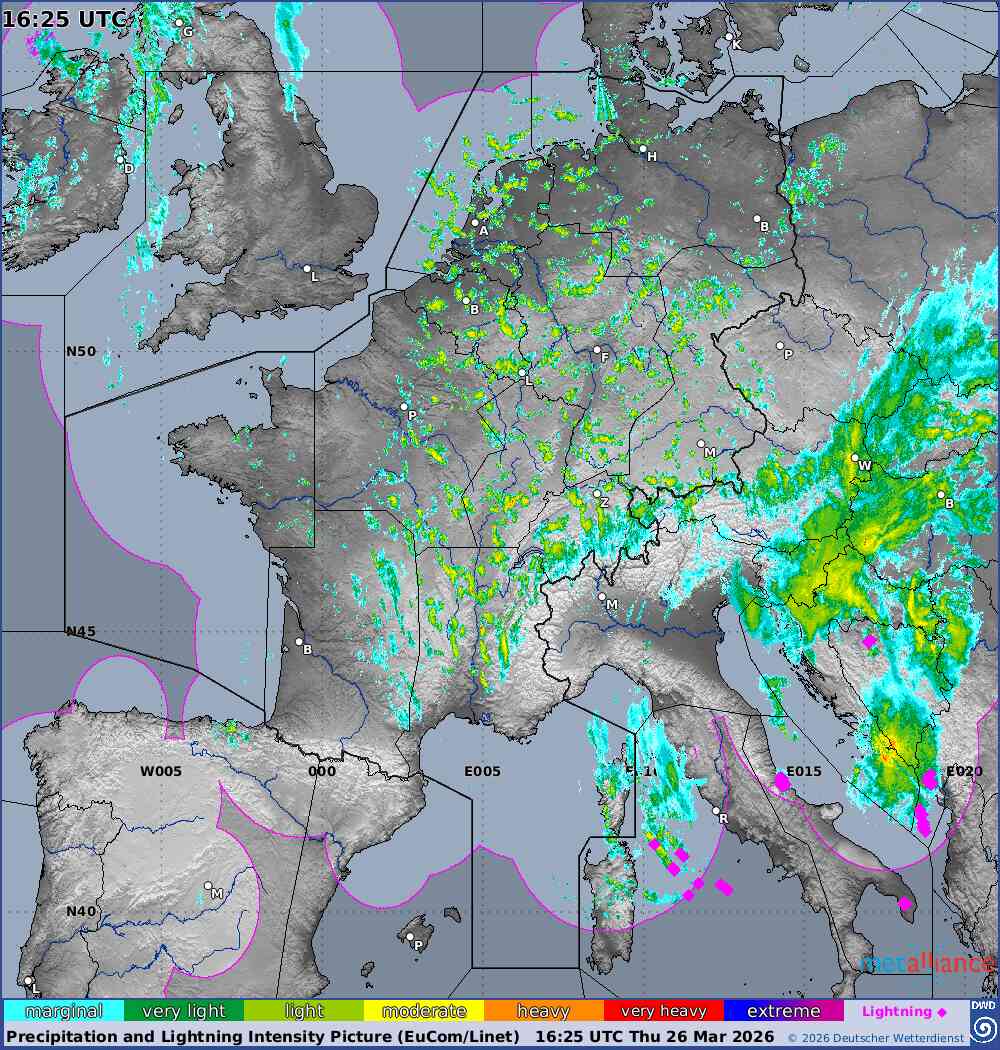 16:25 UTC
G
K
D
H
A
B
L
B
N50
F
P
L
P
M
W
Z
B
M
N45
B
W005
000
E005
E015
E020
R
M
N40
P
L
metalliance
marginal
very light
light
moderate
heavy
very heavy
extreme
Lightning
DWD
Precipitation and Lightning Intensity Picture (EuCom/Linet) 16:25 UTC Thu 26 Mar 2026 © 2026 Deutscher Wetterdienst